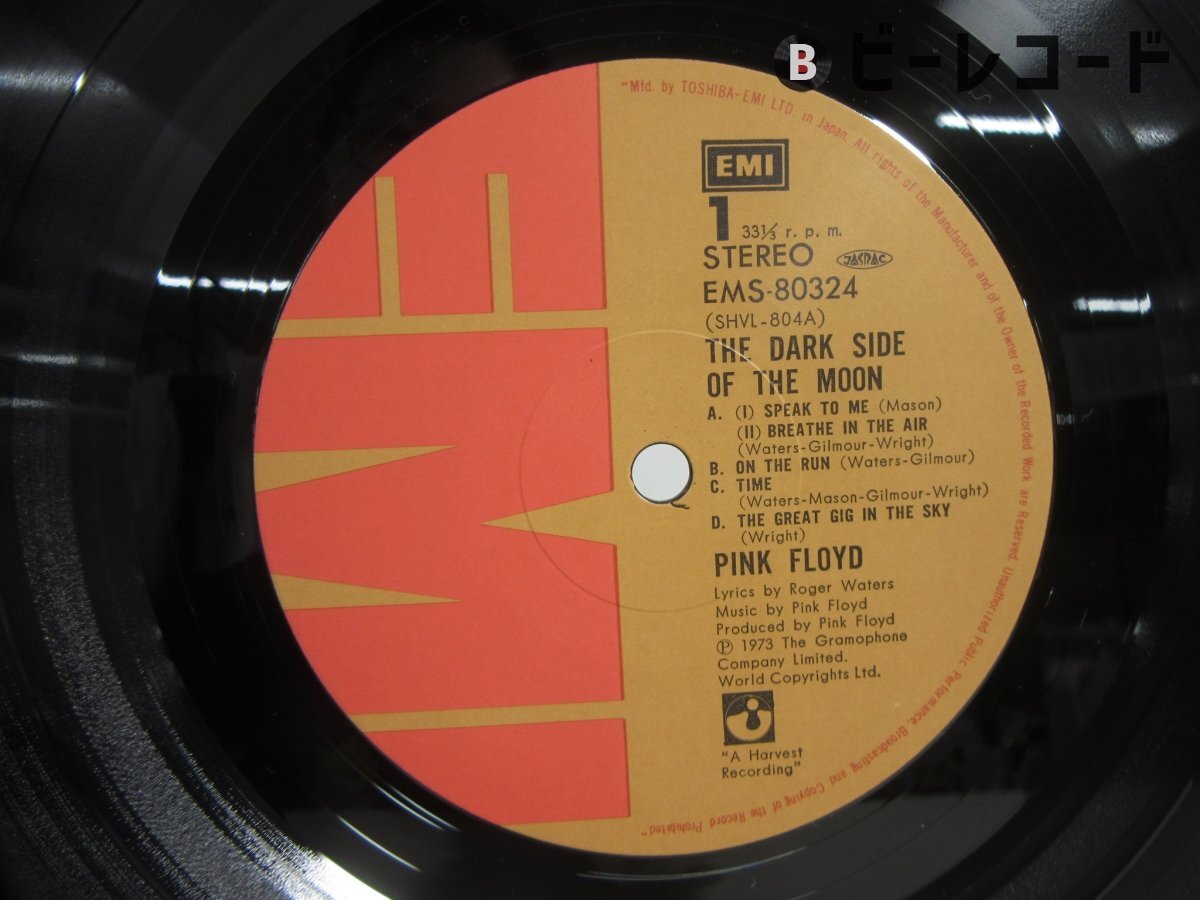 B ビーレコード
"Mfd. by TOSHIBA-EMI LTD. in Japan. All rights of the Manufacturer and of the Owner of the Recorded Work are Reserved. Unauthorized Public Performance, Broadcasting and Copying of the Record Prohibited."
EMI
EMI
1 33⅓ r. p. m.
STEREO JASRAC
EMS-80324
(SHVL-804A)
THE DARK SIDE
OF THE MOON
A. (I) SPEAK TO ME (Mason)
(II) BREATHE IN THE AIR
(Waters-Gilmour-Wright)
B. ON THE RUN (Waters-Gilmour)
C. TIME
(Waters-Mason-Gilmour-Wright)
D. THE GREAT GIG IN THE SKY
(Wright)
PINK FLOYD
Lyrics by Roger Waters
Music by Pink Floyd
Produced by Pink Floyd
Ⓟ 1973 The Gramophone
Company Limited.
World Copyrights Ltd.
"A Harvest
Recording"